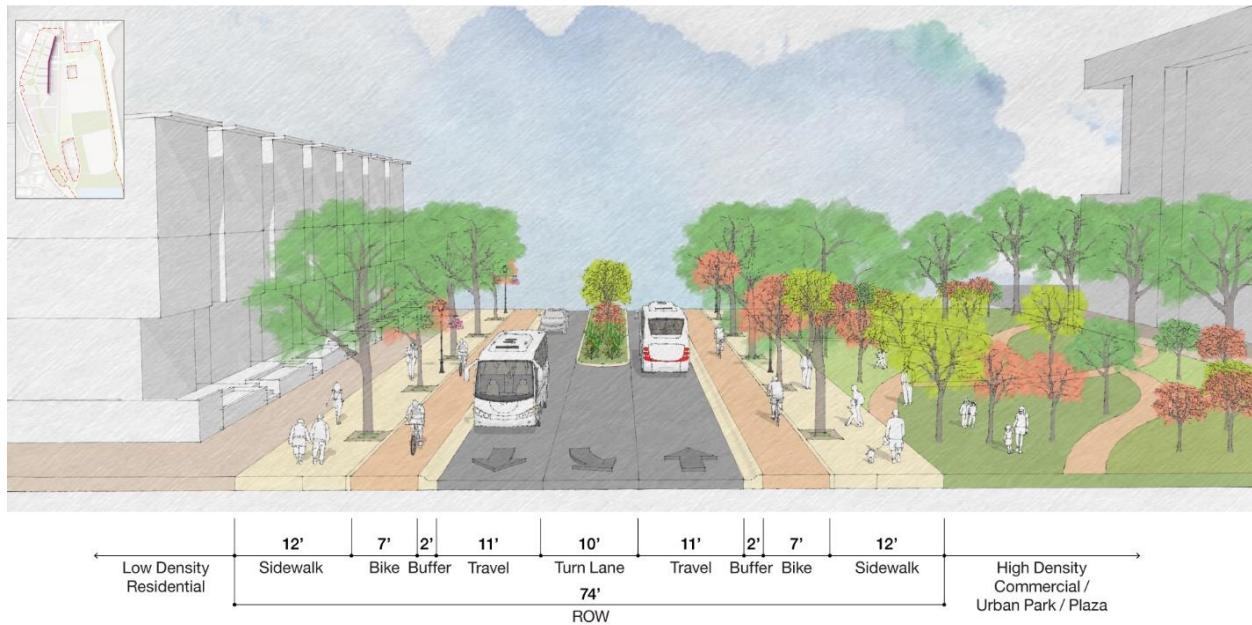 12' 7' 2' 11' 10' 11' 2' 7' 12'
Low Density
Residential
Sidewalk Bike Buffer Travel Turn Lane Travel Buffer Bike Sidewalk
High Density
Commercial /
Urban Park / Plaza
74'
ROW